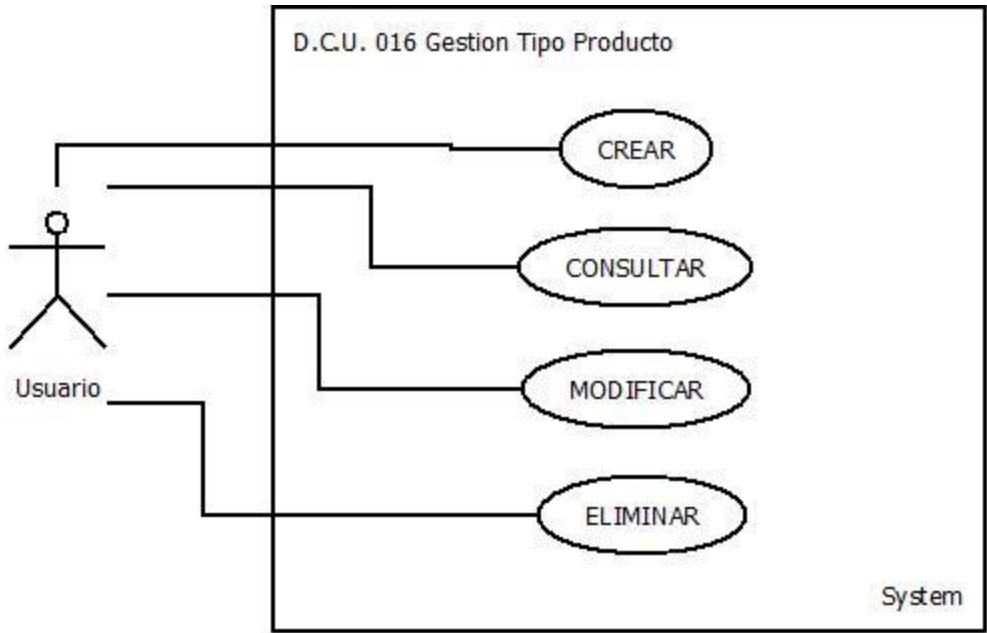 D.C.U. 016 Gestion Tipo Producto
CREAR
CONSULTAR
MODIFICAR
Usuario
ELIMINAR
System